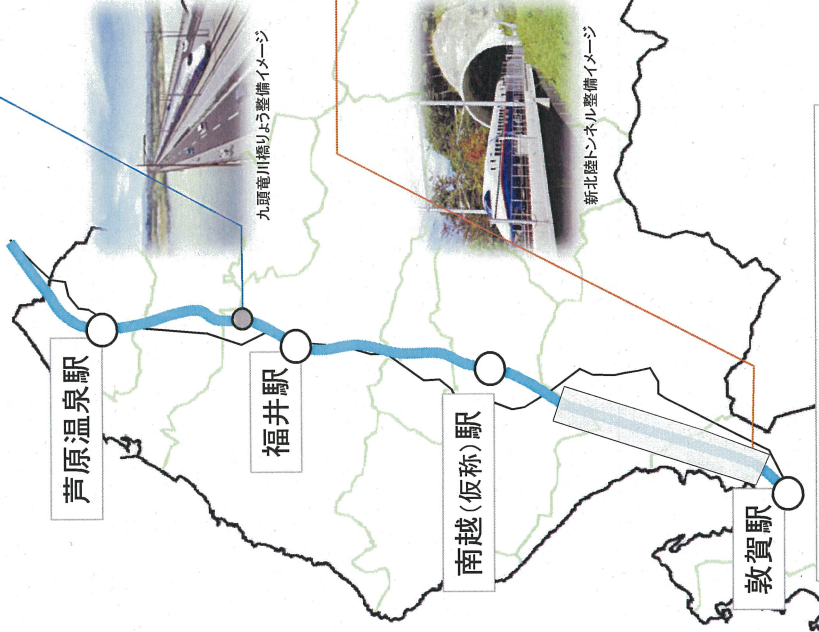 芦原温泉駅
福井駅
南越(仮称)駅
敦賀駅
九頭竜川橋りょう整備イメージ
新北陸トンネル整備イメージ